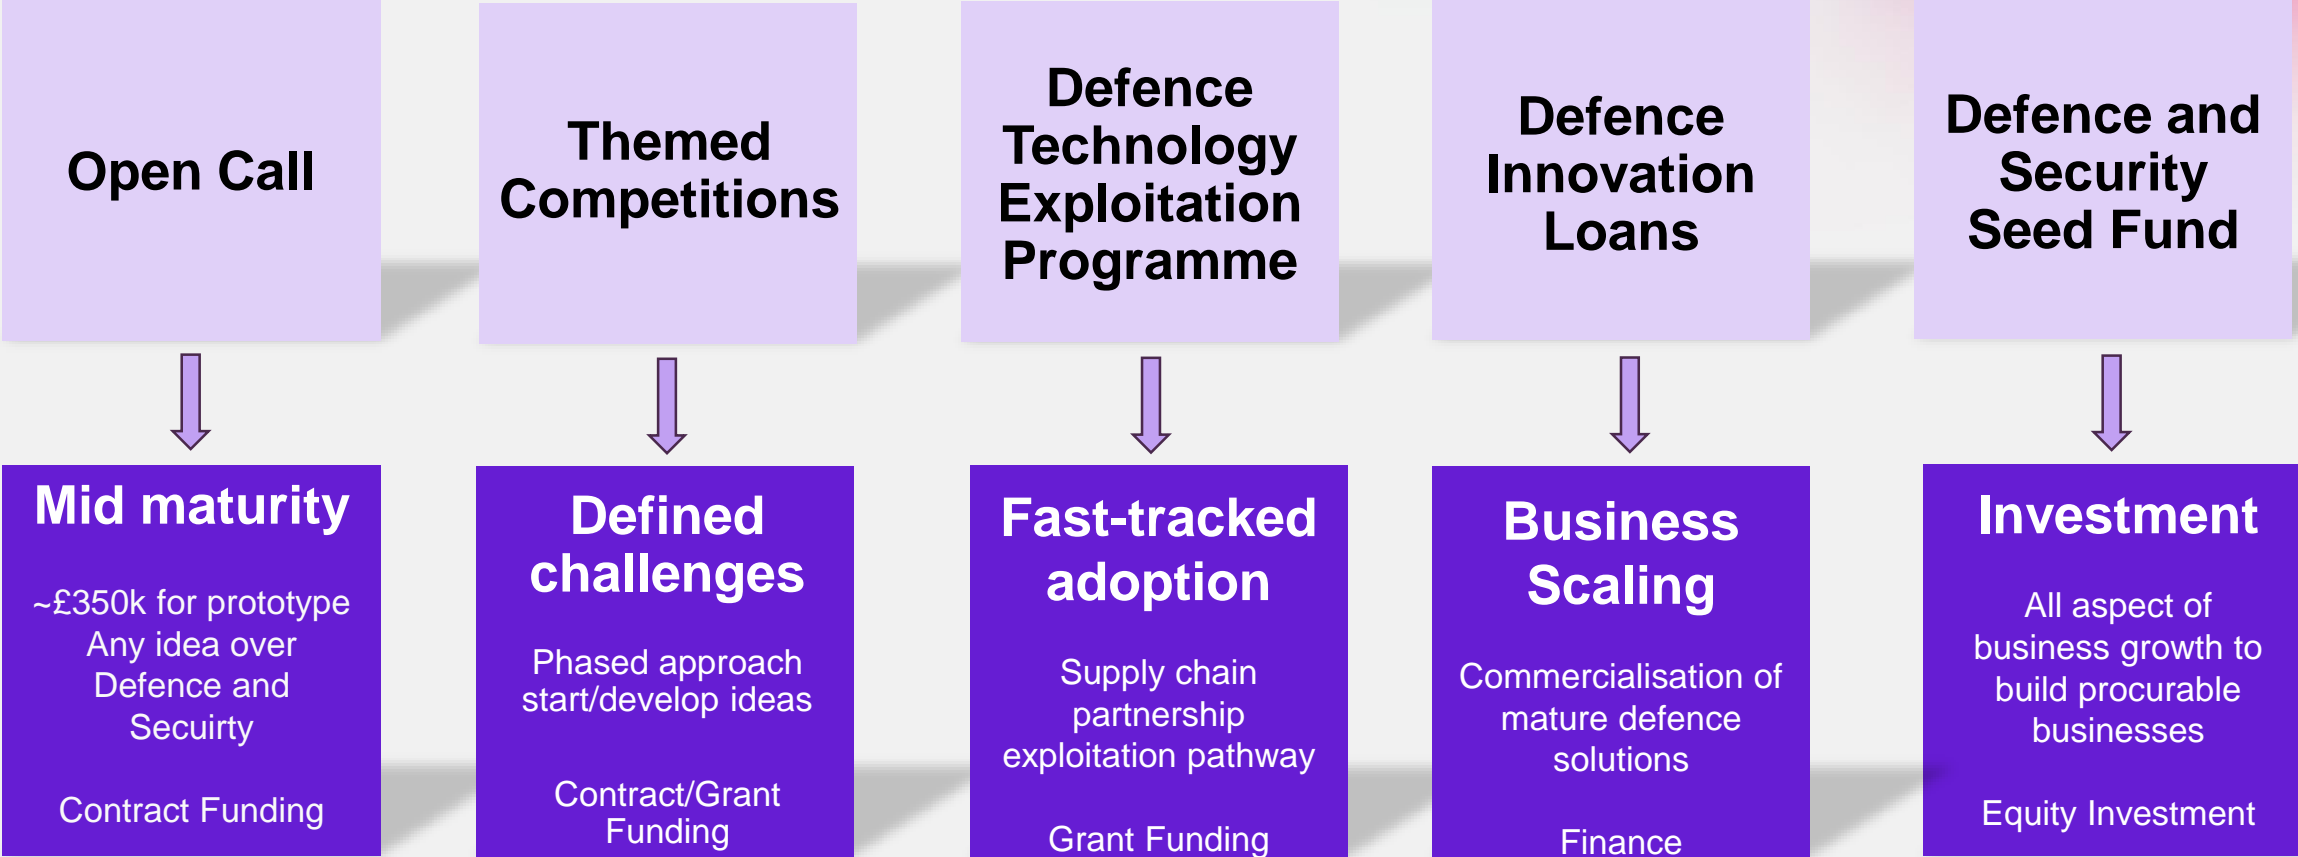 Open Call
Themed
Competitions
Defence
Technology
Exploitation
Programme
Defence
Innovation
Loans
Defence and
Security
Seed Fund
Mid maturity
~£350k for prototype
Any idea over
Defence and
Secuirty
Contract Funding
Defined
challenges
Phased approach
start/develop ideas
Contract/Grant
Funding
Fast-tracked
adoption
Supply chain
partnership
exploitation pathway
Grant Funding
Business
Scaling
Commercialisation of
mature defence
solutions
Finance
Investment
All aspect of
business growth to
build procurable
businesses
Equity Investment